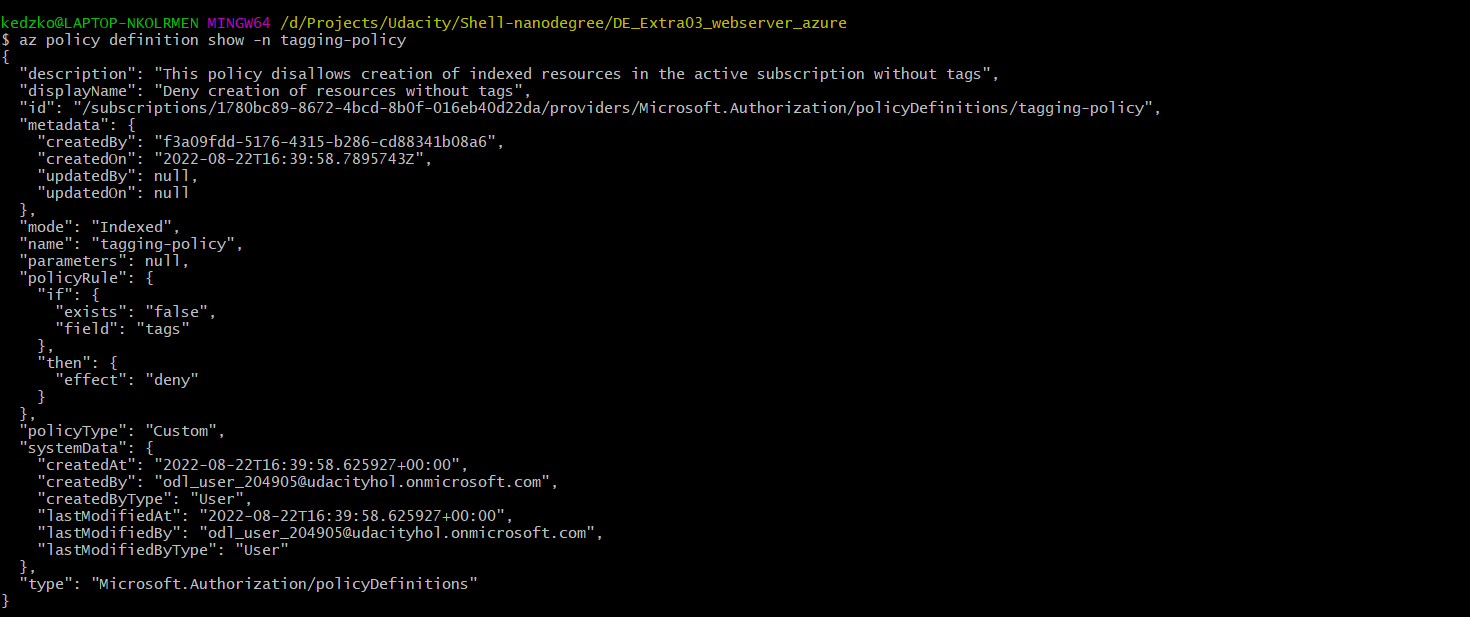 kedzko@LAPTOP-NKOLRMEN MINGW64 /d/Projects/Udacity/Shell-nanodegree/DE_Extra03_webserver_azure
$ az policy definition show -n tagging-policy
{
  "description": "This policy disallows creation of indexed resources in the active subscription without tags",
  "displayName": "Deny creation of resources without tags",
  "id": "/subscriptions/1780bc89-8672-4bcd-8b0f-016eb40d22da/providers/Microsoft.Authorization/policyDefinitions/tagging-policy",
  "metadata": {
    "createdBy": "f3a09fdd-5176-4315-b286-cd88341b08a6",
    "createdOn": "2022-08-22T16:39:58.7895743Z",
    "updatedBy": null,
    "updatedOn": null
  },
  "mode": "Indexed",
  "name": "tagging-policy",
  "parameters": null,
  "policyRule": {
    "if": {
      "exists": "false",
      "field": "tags"
    },
    "then": {
      "effect": "deny"
    }
  },
  "policyType": "Custom",
  "systemData": {
    "createdAt": "2022-08-22T16:39:58.625927+00:00",
    "createdBy": "odl_user_204905@udacityhol.onmicrosoft.com",
    "createdByType": "User",
    "lastModifiedAt": "2022-08-22T16:39:58.625927+00:00",
    "lastModifiedBy": "odl_user_204905@udacityhol.onmicrosoft.com",
    "lastModifiedByType": "User"
  },
  "type": "Microsoft.Authorization/policyDefinitions"
}